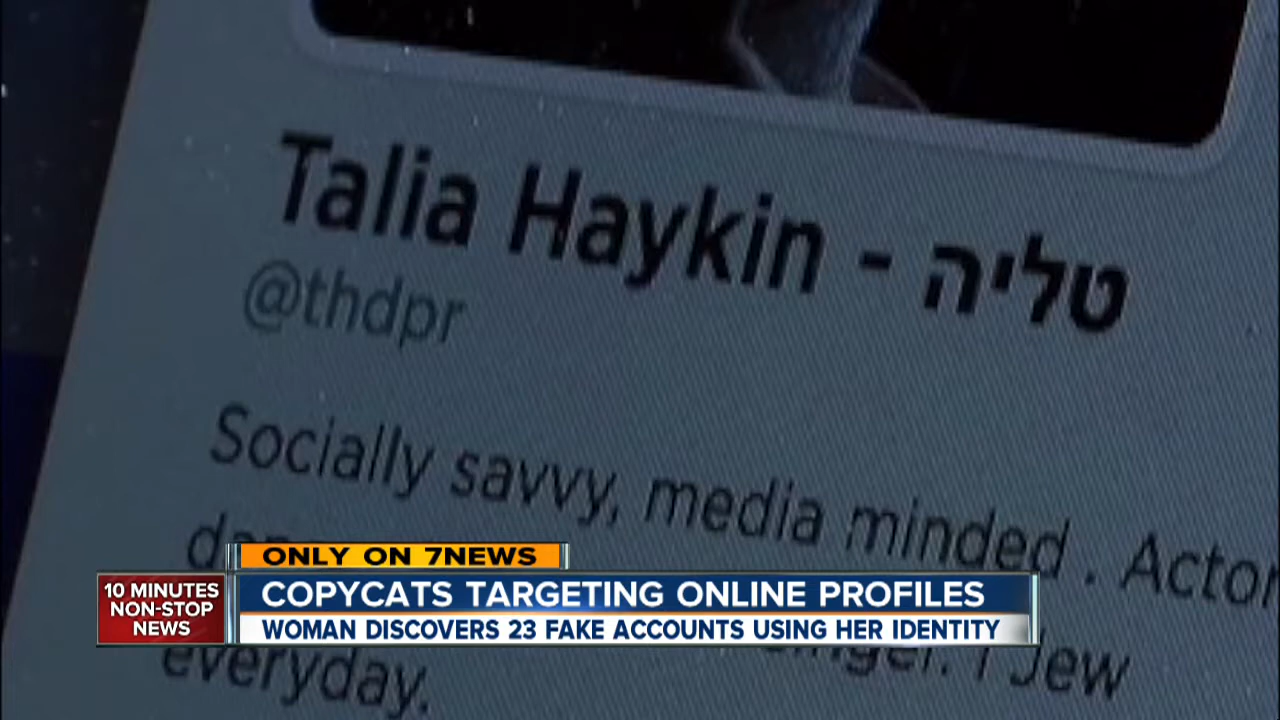 Talia Haykin - טליה
@thdpr
Socially savvy, media minded . Actor
I Jew
everyday.
ONLY ON 7NEWS
10 MINUTES
NON-STOP
NEWS
COPYCATS TARGETING ONLINE PROFILES
WOMAN DISCOVERS 23 FAKE ACCOUNTS USING HER IDENTITY